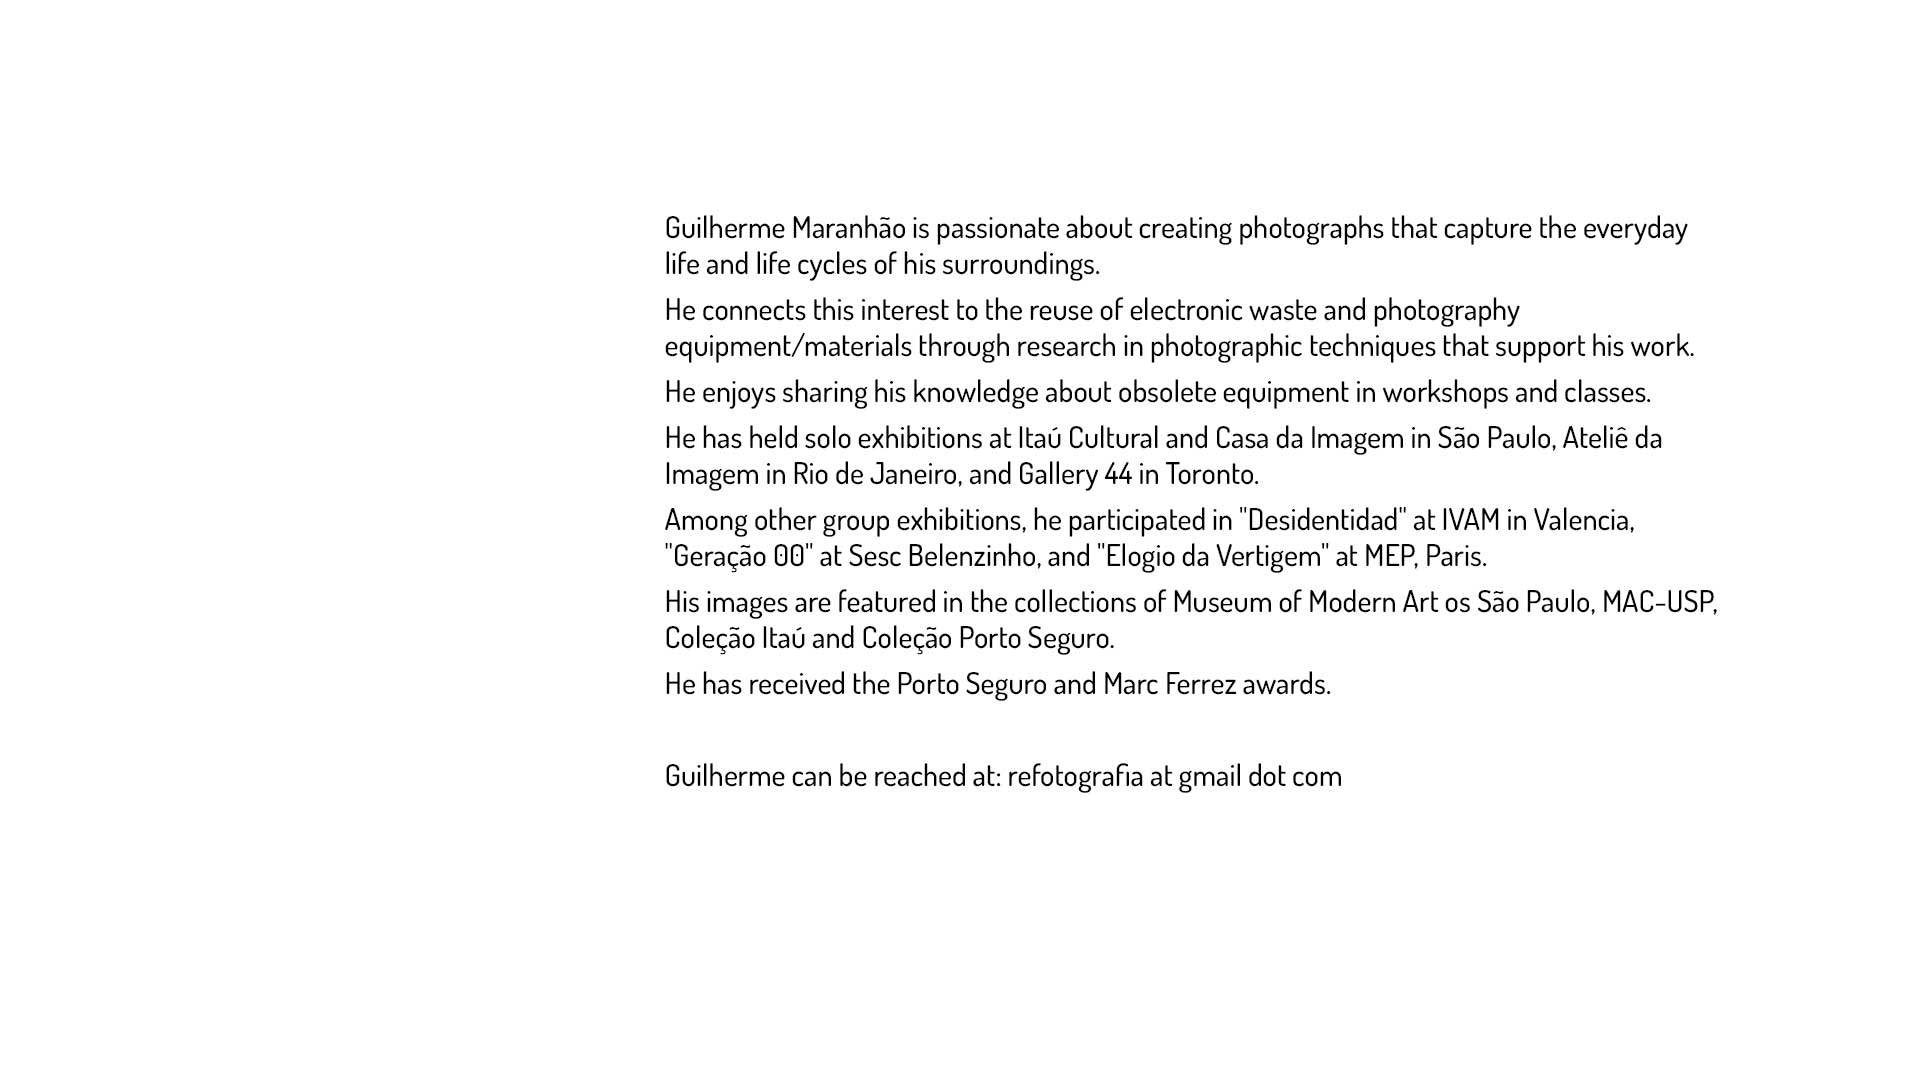 Guilherme Maranhão is passionate about creating photographs that capture the everyday
life and life cycles of his surroundings.
He connects this interest to the reuse of electronic waste and photography
equipment/materials through research in photographic techniques that support his work.
He enjoys sharing his knowledge about obsolete equipment in workshops and classes.
He has held solo exhibitions at Itaú Cultural and Casa da Imagem in São Paulo, Ateliê da
Imagem in Rio de Janeiro, and Gallery 44 in Toronto.
Among other group exhibitions, he participated in "Desidentidad" at IVAM in Valencia,
"Geração 00" at Sesc Belenzinho, and "Elogio da Vertigem" at MEP, Paris.
His images are featured in the collections of Museum of Modern Art os São Paulo, MAC-USP,
Coleção Itaú and Coleção Porto Seguro.
He has received the Porto Seguro and Marc Ferrez awards.
Guilherme can be reached at: refotografia at gmail dot com